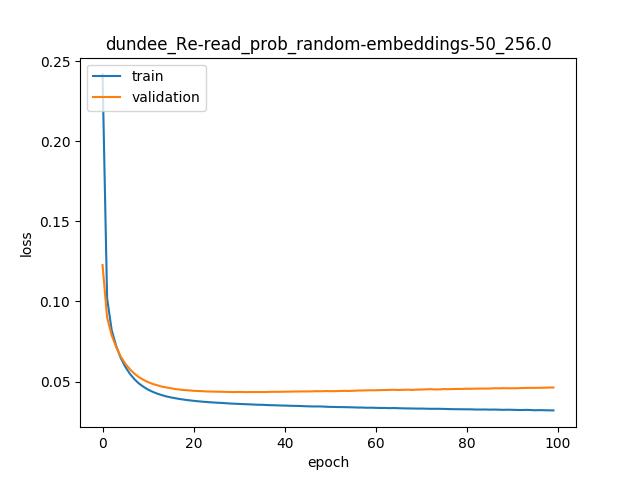 dundee_Re-read_prob_random-embeddings-50_256.0
train
validation
0.25
0.20
0.15
0.10
0.05
loss
0 20 40 60 80 100
epoch